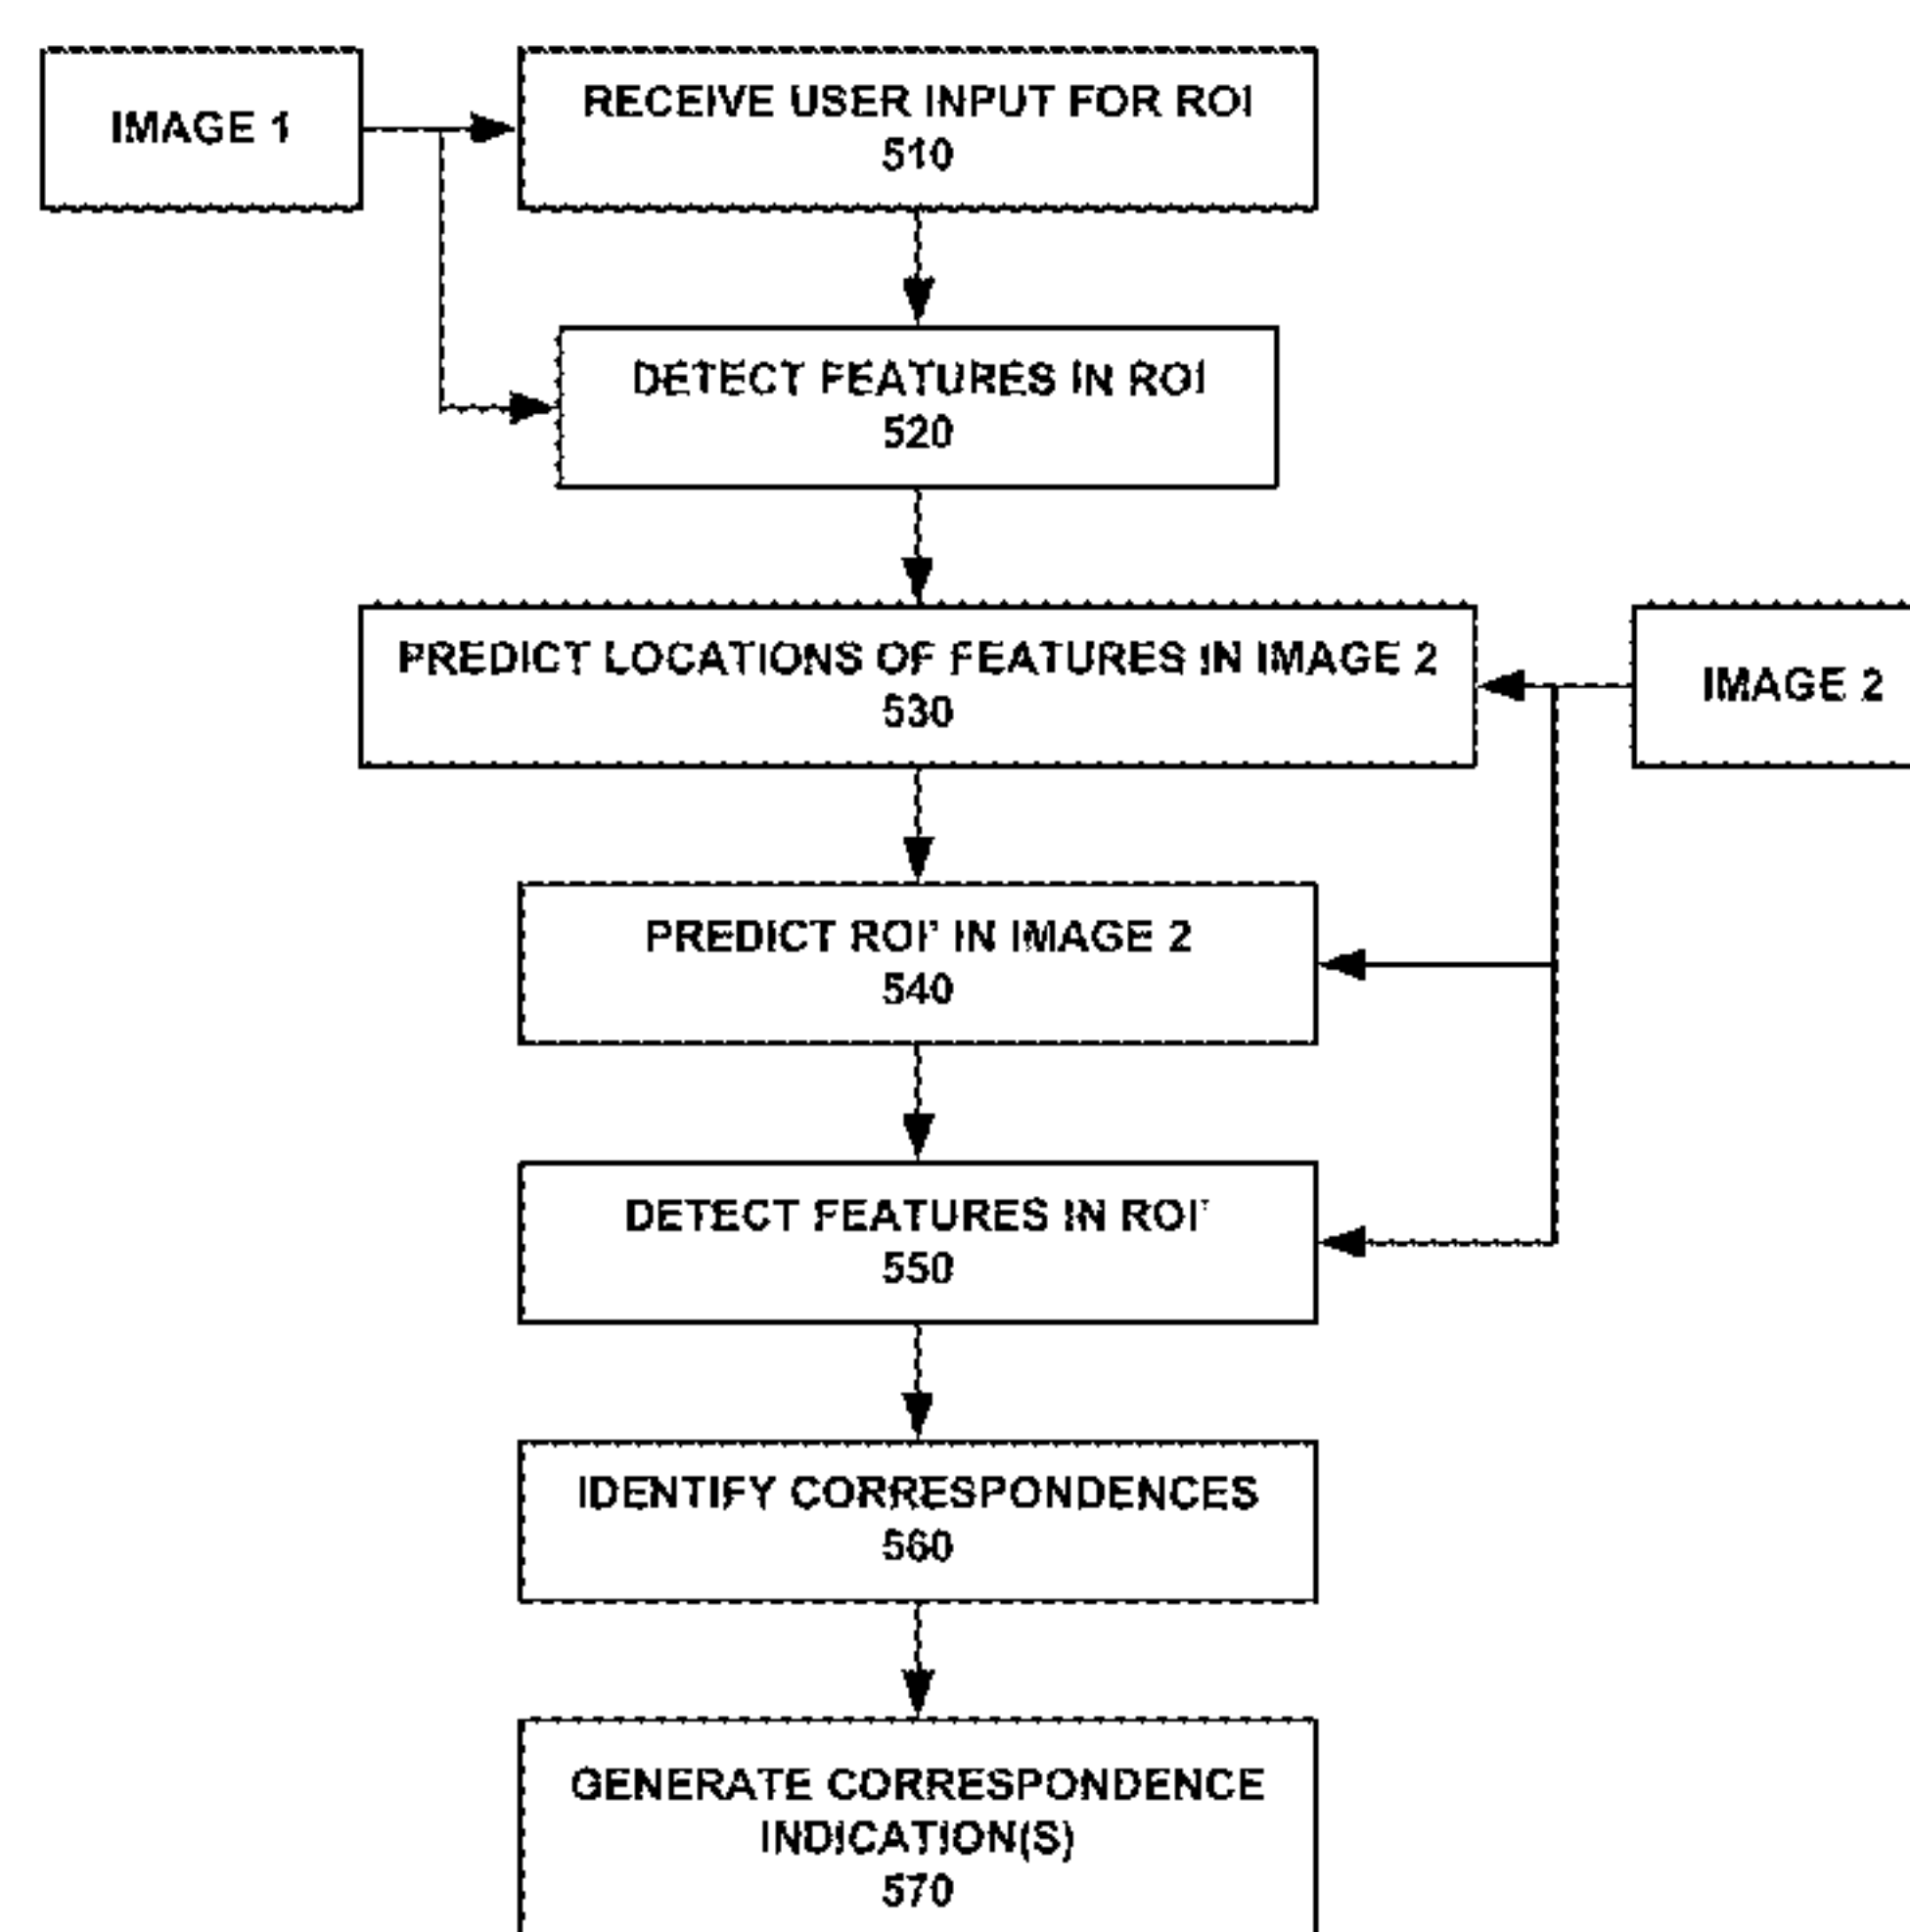 IMAGE 1
RECEIVE USER INPUT FOR ROI
510
DETECT FEATURES IN ROI
520
PREDICT LOCATIONS OF FEATURES IN IMAGE 2
530
IMAGE 2
PREDICT ROI' IN IMAGE 2
540
DETECT FEATURES IN ROI'
550
IDENTIFY CORRESPONDENCES
560
GENERATE CORRESPONDENCE
INDICATION(S)
570